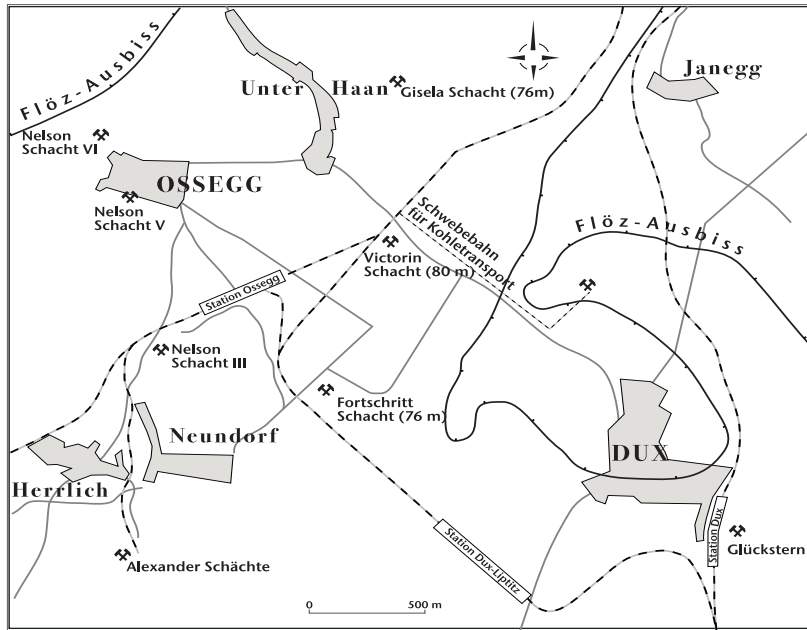 Flöz-Ausbiss
Unter Haan
Gisela Schacht (76m)
Janegg
Nelson
Schacht VI
OSSEGG
Nelson
Schacht V
Schwebebahn
für Kohletransport
Flöz-Ausbiss
Victorin
Schacht (80 m)
Station Ossegg
Nelson
Schacht III
Fortschritt
Schacht (76 m)
Neundorf
DUX
Herrlich
Station Dux
Glückstern
Station Dux-Liptitz
Alexander Schächte
0 500 m